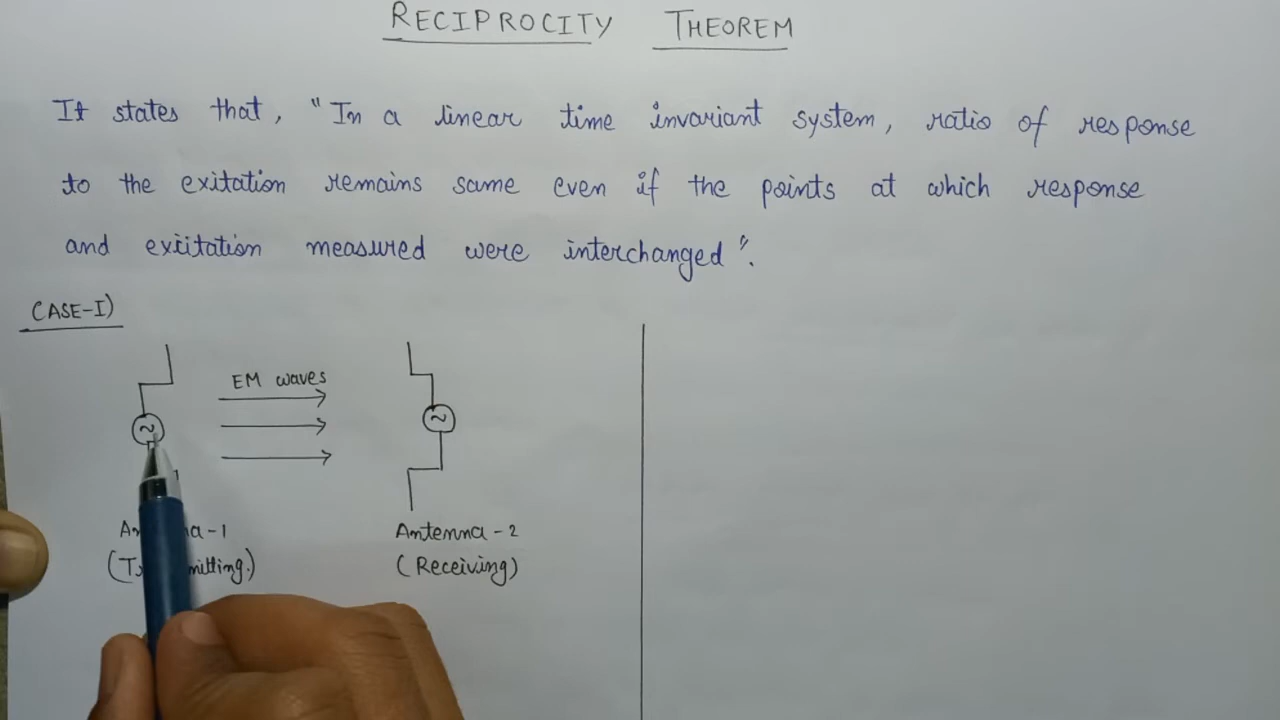 RECIPROCITY THEOREM
It states that, "In a linear time invariant system, ratio of response
to the exitation remains same even if the points at which response
and exiitation measured were interchanged".
CASE-I)
EM waves
Antenna-2
(Receiving)